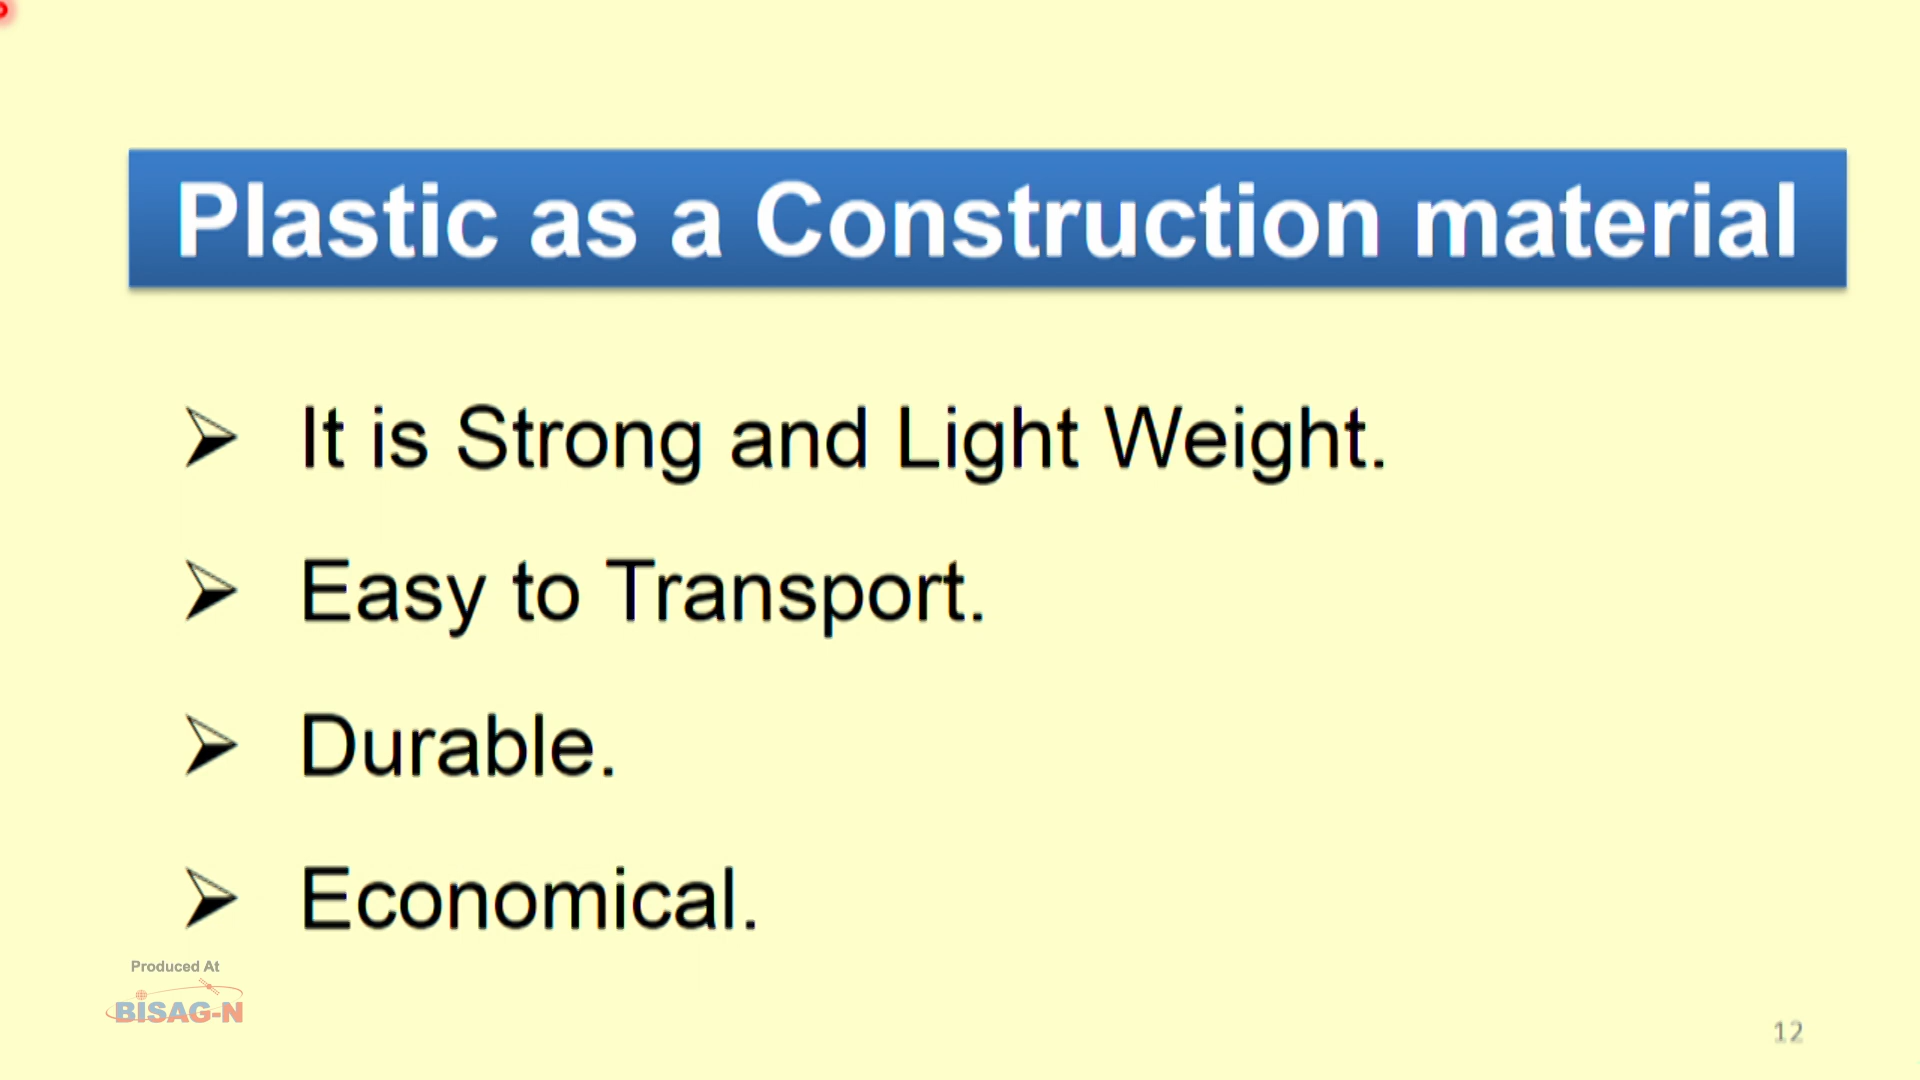 Plastic as a Construction material
It is Strong and Light Weight.
Easy to Transport.
Durable.
Economical.
Produced At
BISAG-N
12